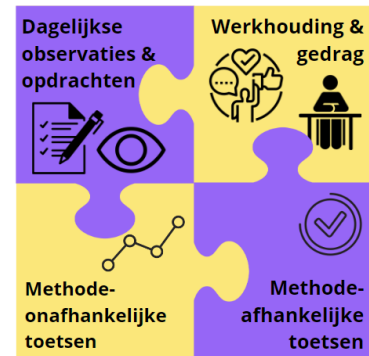 Dagelijkse
observaties &
opdrachten
Werkhouding &
gedrag
Methode-
onafhankelijke
toetsen
Methode-
afhankelijke
toetsen